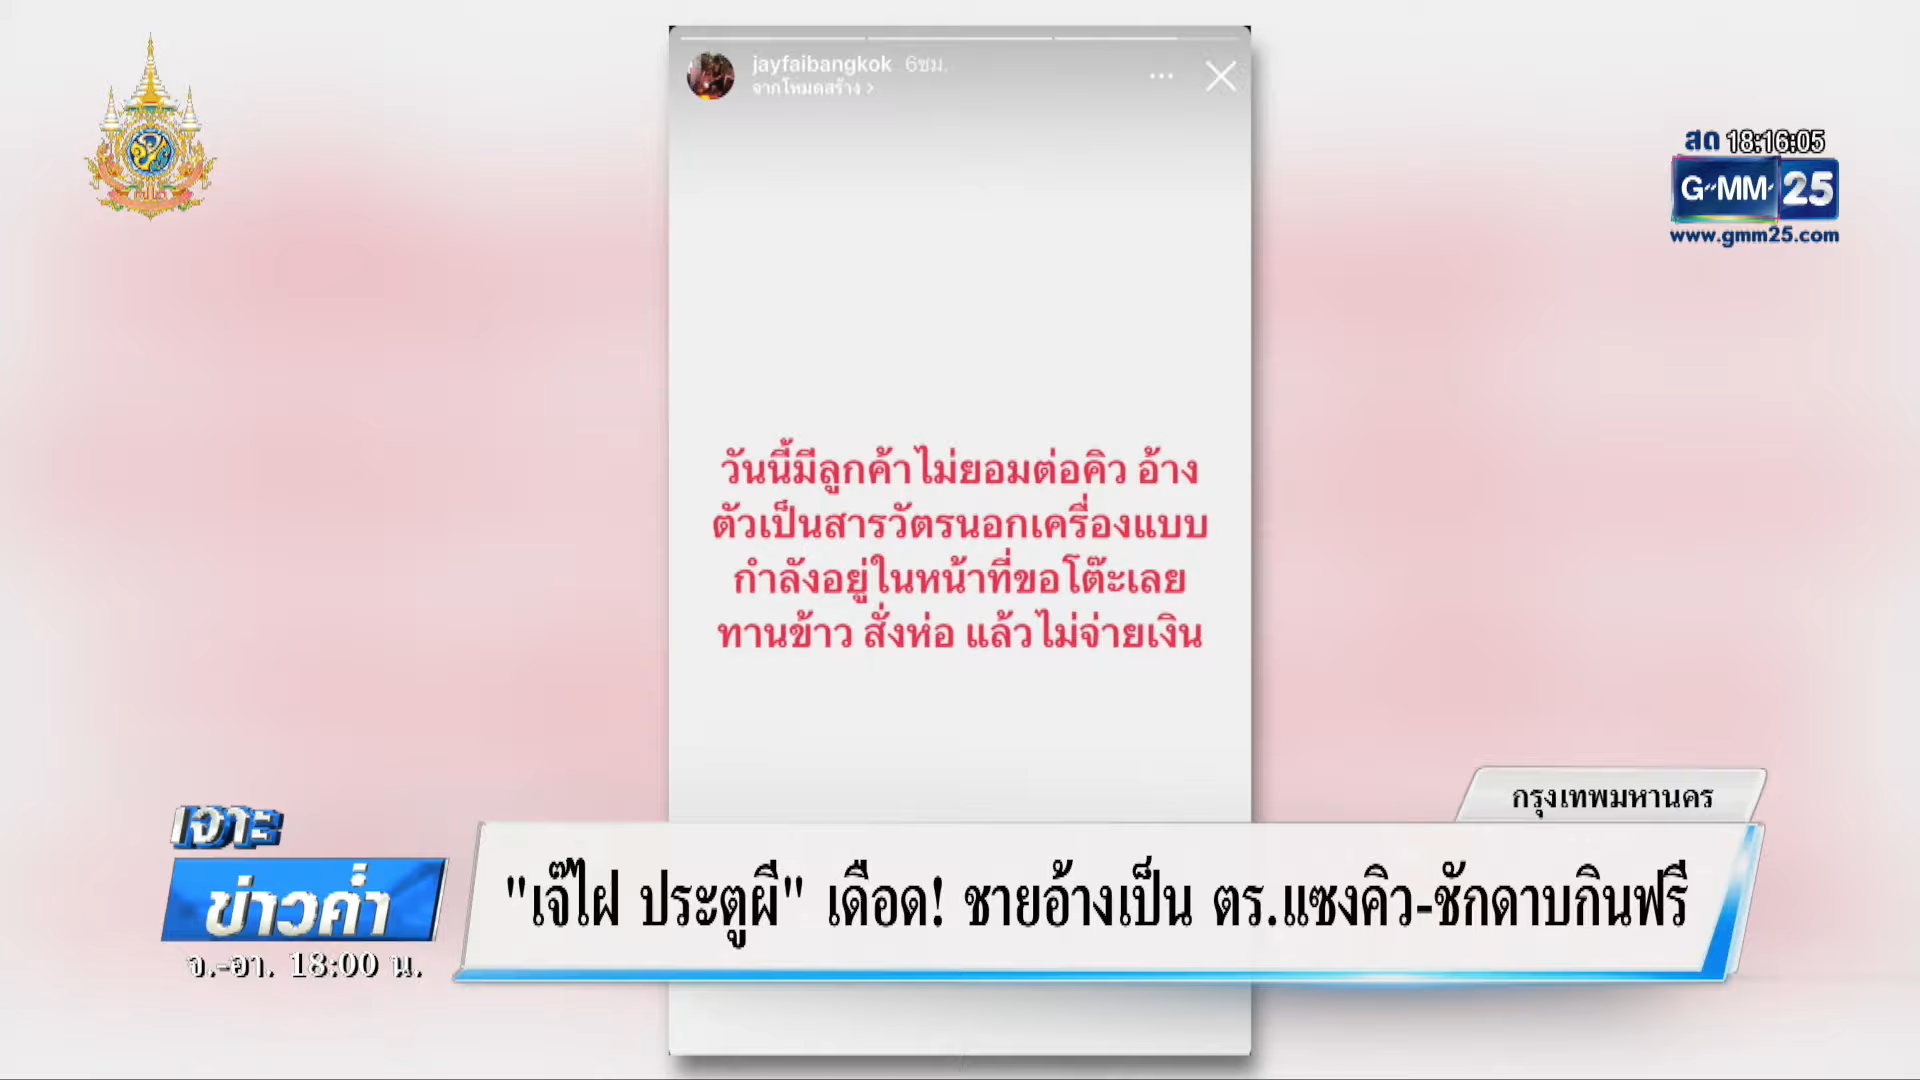 jayfaibangkok 6ชม.
จากโหมดสร้าง >
สด 18:16:05
GMM 25
www.gmm25.com
วันนี้มีลูกค้าไม่ยอมต่อคิว อ้าง
ตัวเป็นสารวัตรนอกเครื่องแบบ
กำลังอยู่ในหน้าที่ขอโต๊ะเลย
ทานข้าว สั่งห่อ แล้วไม่จ่ายเงิน
กรุงเทพมหานคร
เจาะ
ข่าวค่ำ
จ.-อา. 18:00 น.
"เจ๊ไฝ ประตูผี" เดือด! ชายอ้างเป็น ตร.แซงคิว-ชักดาบกินฟรี